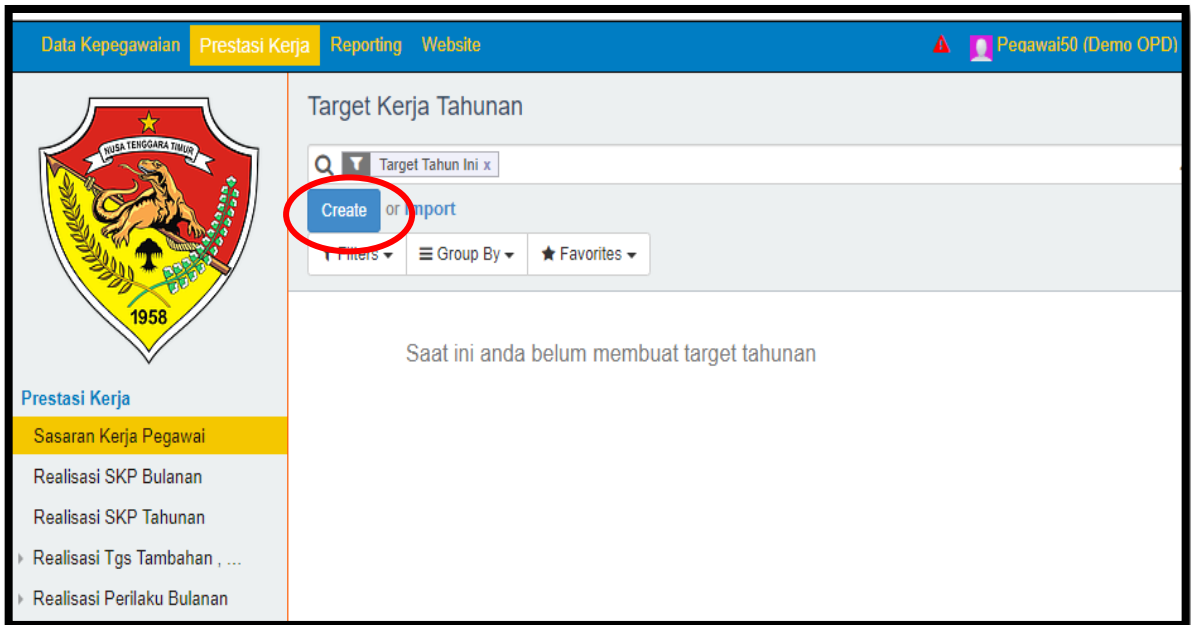 Data Kepegawaian Prestasi Kerja Reporting Website Pegawai50 (Demo OPD)
NUSA TENGGARA TIMUR
1958
Target Kerja Tahunan
Target Tahun Ini x
Create or Import
Filters Group By Favorites
Saat ini anda belum membuat target tahunan
Prestasi Kerja
Sasaran Kerja Pegawai
Realisasi SKP Bulanan
Realisasi SKP Tahunan
Realisasi Tgs Tambahan , ...
Realisasi Perilaku Bulanan